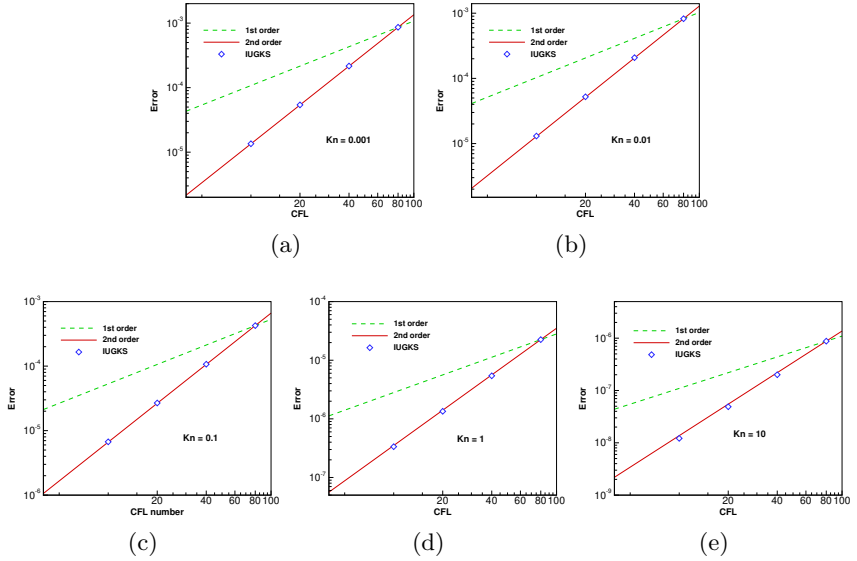 10^-3
10^-4
10^-5
Error
1st order
2nd order
IUGKS
Kn = 0.001
20 40 60 80 100
CFL
(a)
10^-3
10^-4
10^-5
Error
1st order
2nd order
IUGKS
Kn = 0.01
20 40 60 80 100
CFL
(b)
10^-3
10^-4
10^-5
10^-6
Error
1st order
2nd order
IUGKS
Kn = 0.1
20 40 60 80 100
CFL number
(c)
10^-4
10^-5
10^-6
10^-7
Error
1st order
2nd order
IUGKS
Kn = 1
20 40 60 80 100
CFL
(d)
10^-6
10^-7
10^-8
10^-9
Error
1st order
2nd order
IUGKS
Kn = 10
20 40 60 80 100
CFL
(e)